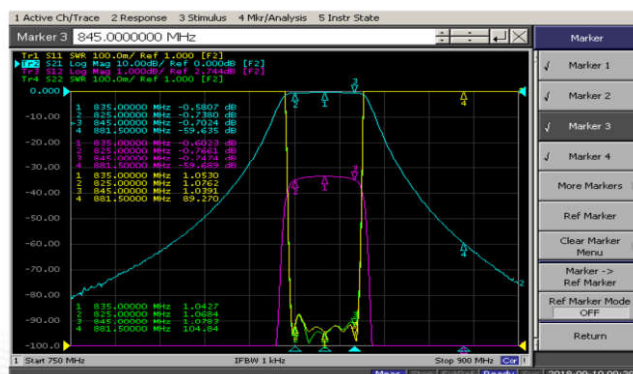 1 Active Ch/Trace 2 Response 3 Stimulus 4 Mkr/Analysis 5 Instr State
Marker 3 845.0000000 MHz
Marker
Tr1 S11 SWR 100.0m/ Ref 1.000 [F2]
Tr2 S21 Log Mag 10.00dB/ Ref 0.000dB [F2]
Tr3 S12 Log Mag 1.000dB/ Ref 2.744dB [F2]
Tr4 S22 SWR 100.0m/ Ref 1.000 [F2]
0.000
-10.00
-20.00
-30.00
-40.00
-50.00
-60.00
-70.00
-80.00
-90.00
-100.0
1 835.00000 MHz -0.5807 dB
2 825.00000 MHz -0.7380 dB
>3 845.00000 MHz -0.7024 dB
4 881.50000 MHz -59.635 dB
1 835.00000 MHz -0.6023 dB
2 825.00000 MHz -0.7661 dB
3 845.00000 MHz -0.7474 dB
4 881.50000 MHz -59.689 dB
1 835.00000 MHz 1.0530
2 825.00000 MHz 1.0762
3 845.00000 MHz 1.0391
4 881.50000 MHz 89.270
1 835.00000 MHz 1.0427
2 825.00000 MHz 1.0684
3 845.00000 MHz 1.0783
4 881.50000 MHz 104.84
Marker 1
Marker 2
Marker 3
Marker 4
More Markers
Ref Marker
Clear Marker
Menu
Marker ->
Ref Marker
Ref Marker Mode
OFF
Return
1 Start 750 MHz IFBW 1 kHz Stop 900 MHz Cor !